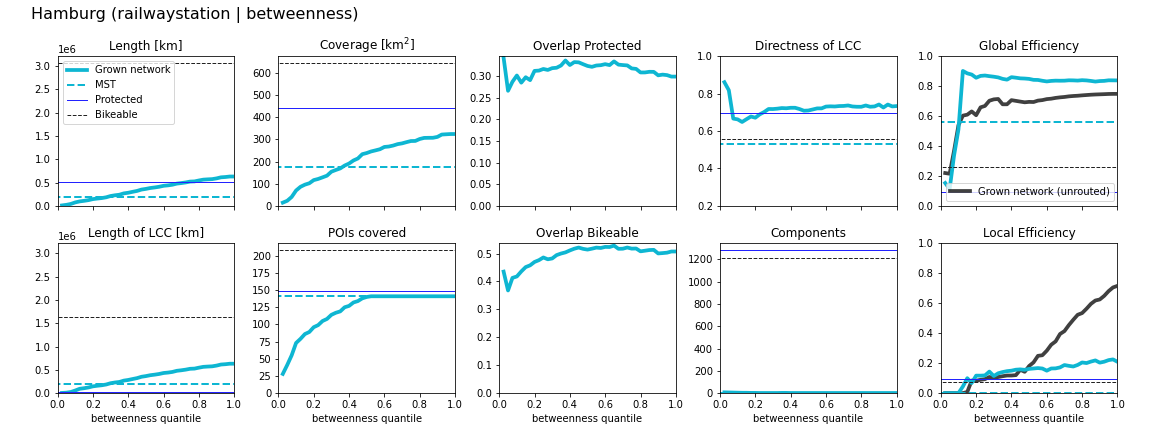 Hamburg (railwaystation | betweenness)
Length [km]
1e6
3.0
2.5
2.0
1.5
1.0
0.5
0.0
Grown network
MST
Protected
Bikeable
Coverage [km²]
600
500
400
300
200
100
0
Overlap Protected
0.30
0.25
0.20
0.15
0.10
0.05
0.00
Directness of LCC
1.0
0.8
0.6
0.4
0.2
Global Efficiency
1.0
0.8
0.6
0.4
0.2
0.0
Grown network (unrouted)
Length of LCC [km]
1e6
3.0
2.5
2.0
1.5
1.0
0.5
0.0
0.0 0.2 0.4 0.6 0.8 1.0
betweenness quantile
POIs covered
200
175
150
125
100
75
50
25
0.0 0.2 0.4 0.6 0.8 1.0
betweenness quantile
Overlap Bikeable
0.5
0.4
0.3
0.2
0.1
0.0
0.0 0.2 0.4 0.6 0.8 1.0
betweenness quantile
Components
1200
1000
800
600
400
200
0
0.0 0.2 0.4 0.6 0.8 1.0
betweenness quantile
Local Efficiency
1.0
0.8
0.6
0.4
0.2
0.0
0.0 0.2 0.4 0.6 0.8 1.0
betweenness quantile